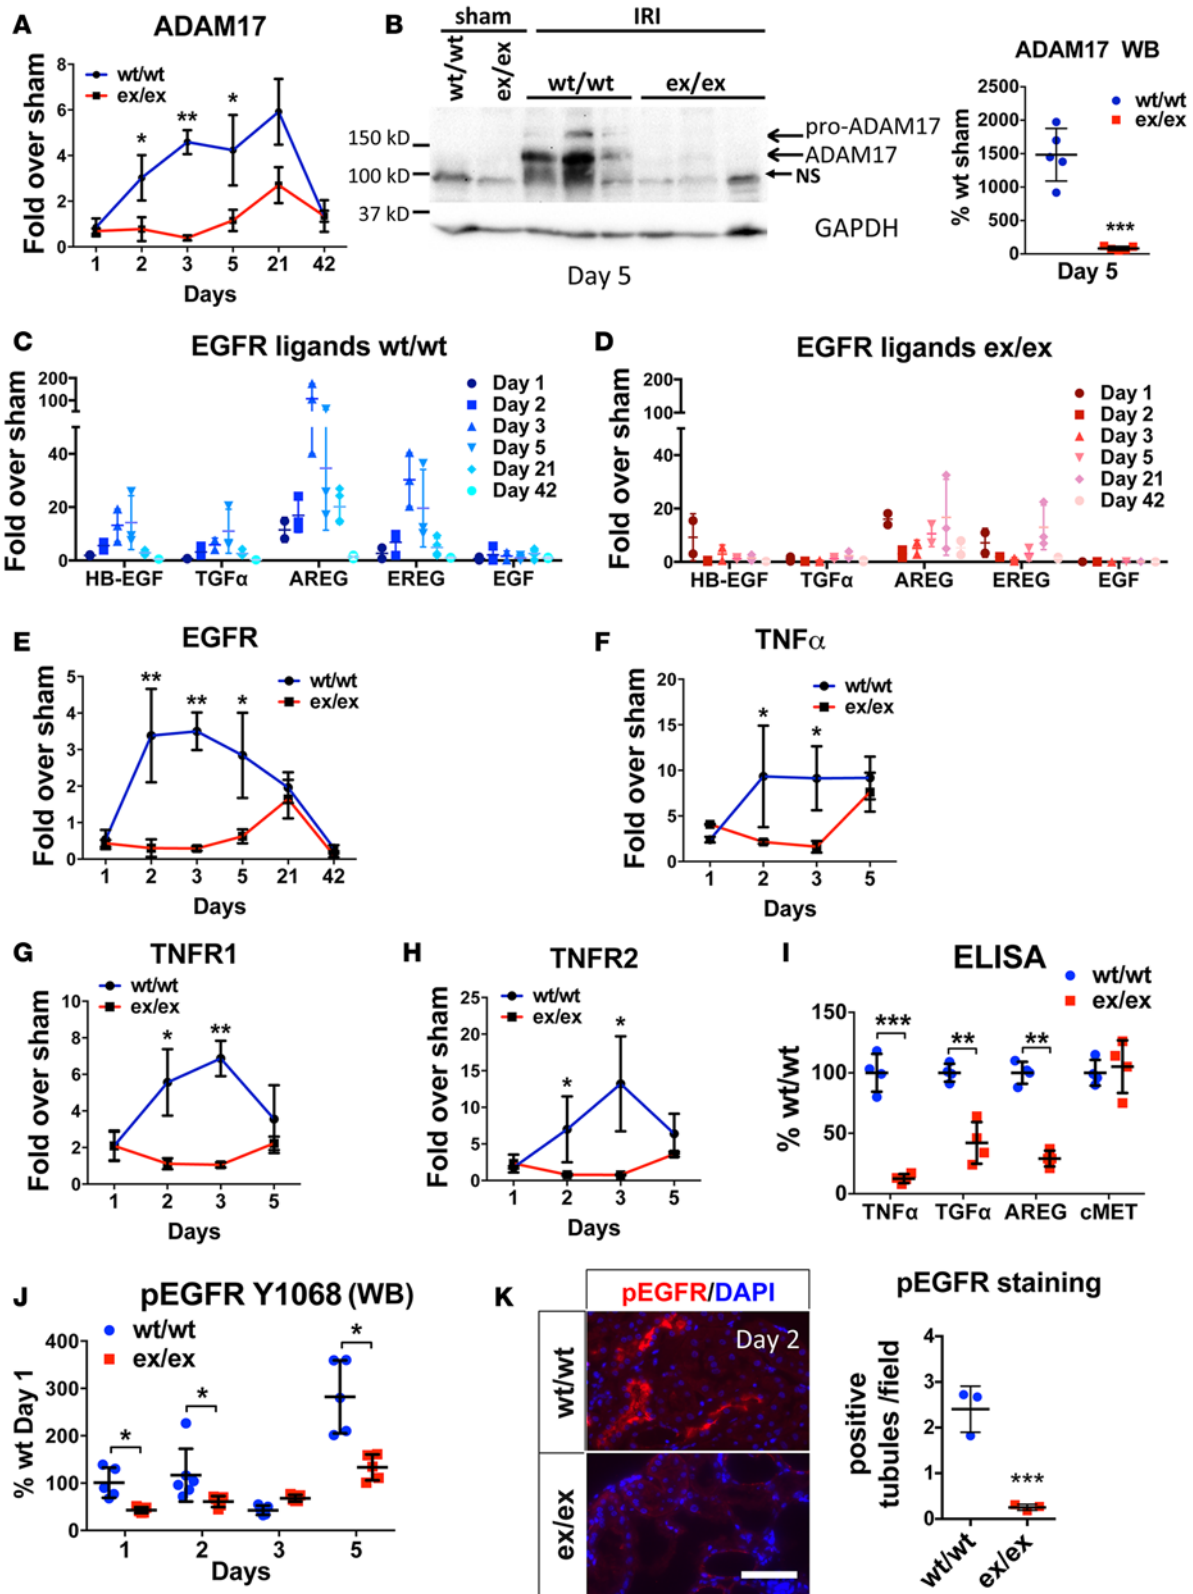 A
ADAM17
wt/wt
ex/ex
Fold over sham
8
6
4
2
0
*
**
*
1 2 3 5 21 42
Days
B
sham
IRI
wt/wt
ex/ex
wt/wt
ex/ex
150 kD
100 kD
37 kD
pro-ADAM17
ADAM17
NS
GAPDH
Day 5
ADAM17 WB
% wt sham
2500
2000
1500
1000
500
0
wt/wt
ex/ex
***
Day 5
C
EGFR ligands wt/wt
Fold over sham
200
100
40
20
0
Day 1
Day 2
Day 3
Day 5
Day 21
Day 42
HB-EGF TGFα AREG EREG EGF
D
EGFR ligands ex/ex
Fold over sham
200
100
40
20
0
Day 1
Day 2
Day 3
Day 5
Day 21
Day 42
HB-EGF TGFα AREG EREG EGF
E
EGFR
Fold over sham
5
4
3
2
1
0
wt/wt
ex/ex
**
**
*
1 2 3 5 21 42
Days
F
TNFα
Fold over sham
20
15
10
5
0
wt/wt
ex/ex
*
*
1 2 3 5
Days
G
TNFR1
wt/wt
ex/ex
Fold over sham
10
8
6
4
2
0
*
**
1 2 3 5
Days
H
TNFR2
wt/wt
ex/ex
Fold over sham
25
20
15
10
5
0
*
*
1 2 3 5
Days
I
ELISA
wt/wt
ex/ex
% wt/wt
150
100
50
0
***
**
**
TNFα TGFα AREG cMET
J
pEGFR Y1068 (WB)
wt/wt
ex/ex
% wt Day 1
400
300
200
100
0
*
*
*
1 2 3 5
Days
K
pEGFR/DAPI
wt/wt
Day 2
ex/ex
pEGFR staining
positive
tubules /field
4
3
2
1
0
***
wt/wt
ex/ex